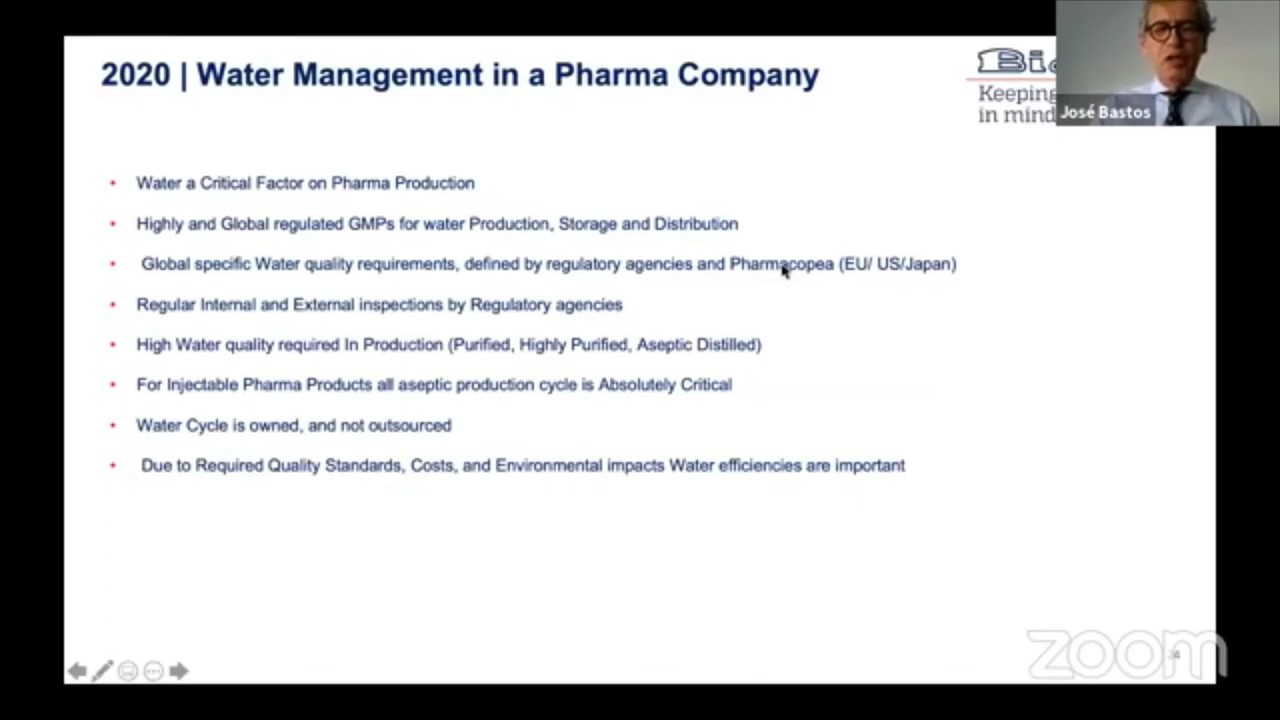 2020 | Water Management in a Pharma Company
Keeping
in mind
José Bastos
• Water a Critical Factor on Pharma Production
• Highly and Global regulated GMPs for water Production, Storage and Distribution
• Global specific Water quality requirements, defined by regulatory agencies and Pharmacopea (EU/ US/Japan)
• Regular Internal and External inspections by Regulatory agencies
• High Water quality required In Production (Purified, Highly Purified, Aseptic Distilled)
• For Injectable Pharma Products all aseptic production cycle is Absolutely Critical
• Water Cycle is owned, and not outsourced
• Due to Required Quality Standards, Costs, and Environmental impacts Water efficiencies are important
zoom